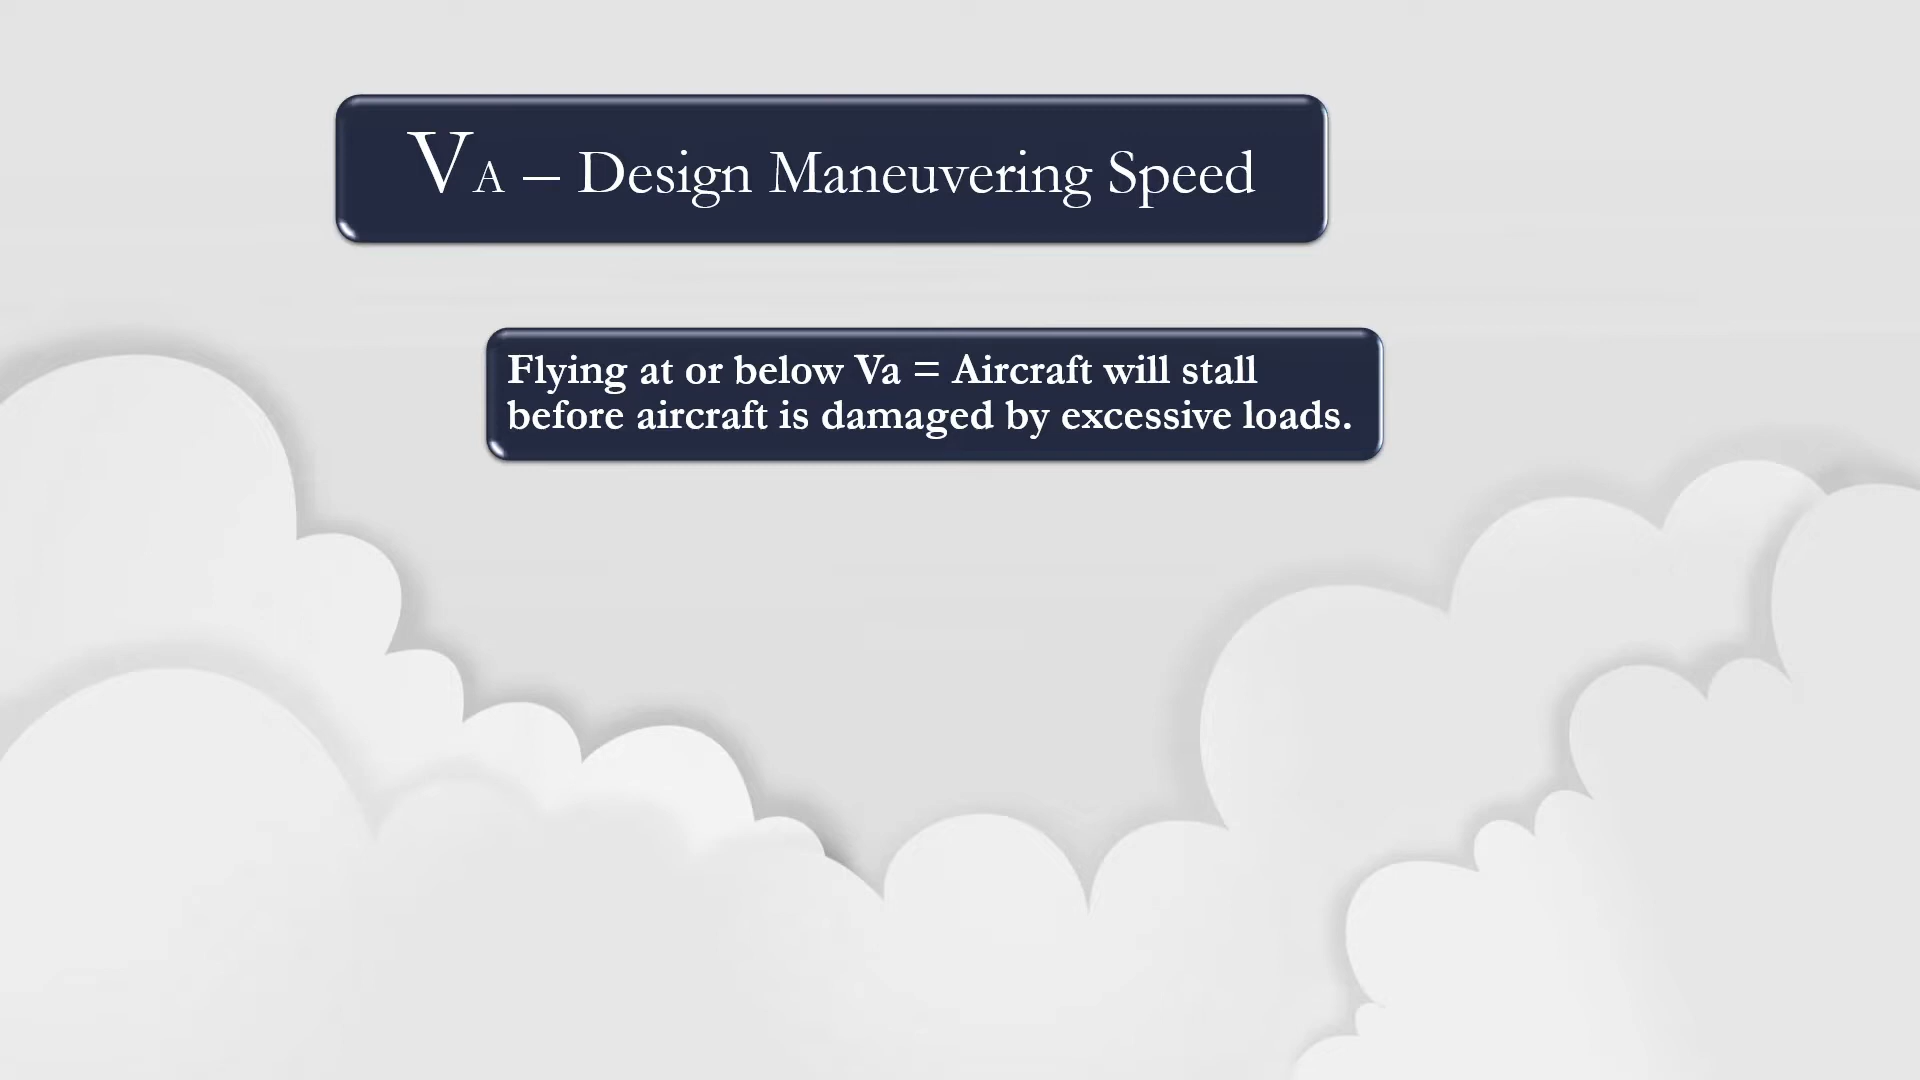 VA – Design Maneuvering Speed
Flying at or below Va = Aircraft will stall
before aircraft is damaged by excessive loads.